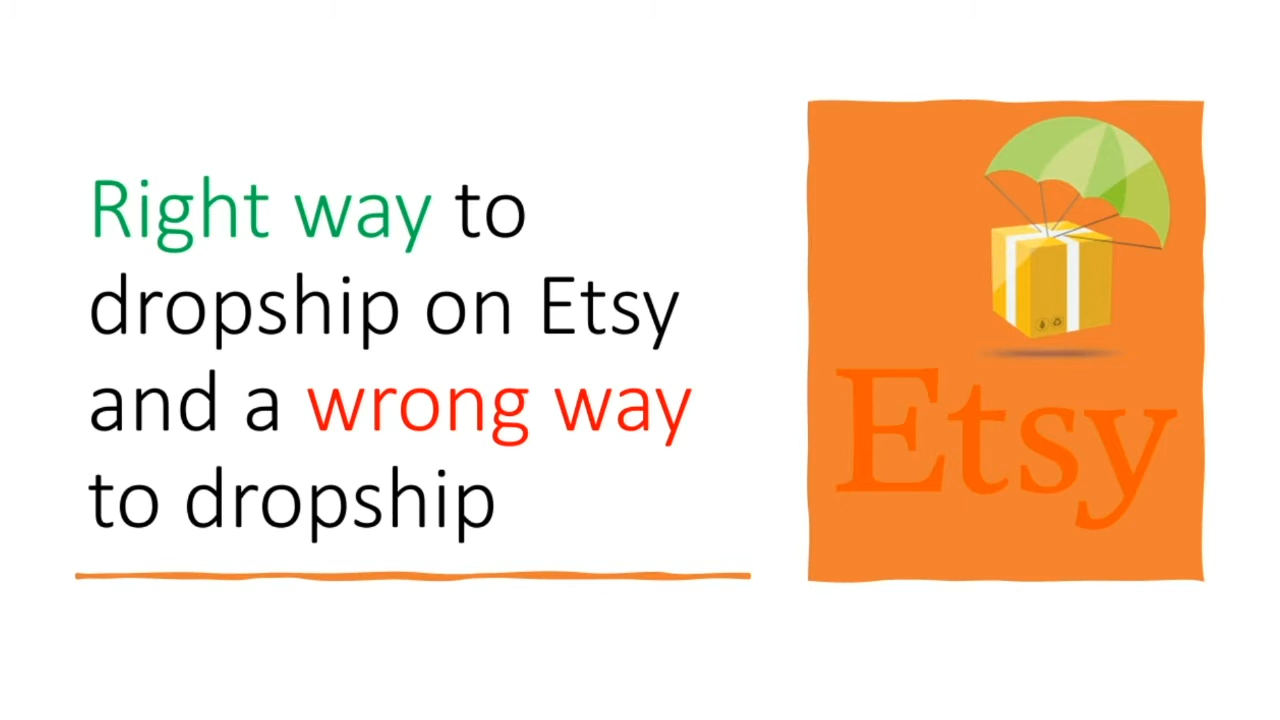 Right way to
dropship on Etsy
and a wrong way
to dropship
Etsy